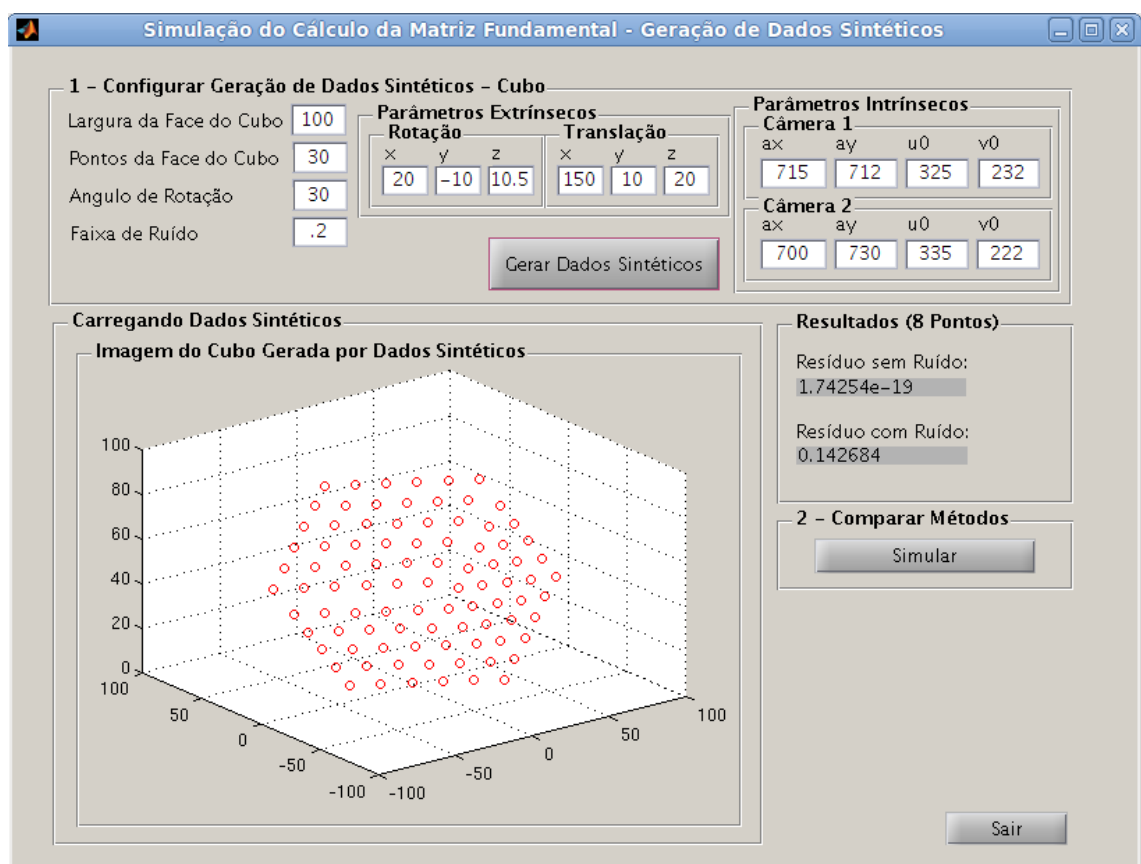 Simulação do Cálculo da Matriz Fundamental - Geração de Dados Sintéticos
1 - Configurar Geração de Dados Sintéticos - Cubo
Largura da Face do Cubo 100
Pontos da Face do Cubo 30
Angulo de Rotação 30
Faixa de Ruído .2
Parâmetros Extrínsecos
Rotação
x y z
20 -10 10.5
Translação
x y z
150 10 20
Gerar Dados Sintéticos
Parâmetros Intrínsecos
Câmera 1
ax ay u0 v0
715 712 325 232
Câmera 2
ax ay u0 v0
700 730 335 222
Carregando Dados Sintéticos
Imagem do Cubo Gerada por Dados Sintéticos
100
80
60
40
20
0
100
50
0
-50
-100
-100
-50
0
50
100
Resultados (8 Pontos)
Resíduo sem Ruído:
1.74254e-19
Resíduo com Ruído:
0.142684
2 - Comparar Métodos
Simular
Sair